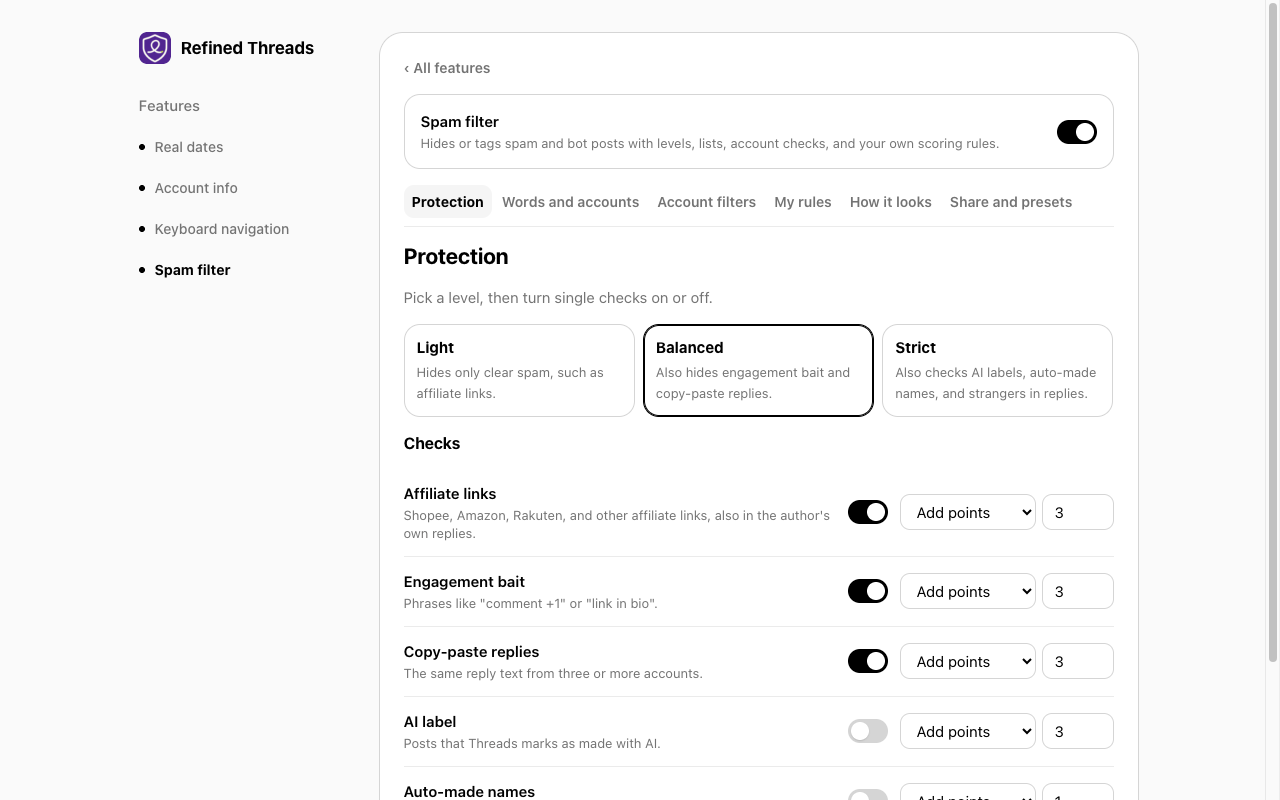 Refined Threads
Features
Real dates
Account info
Keyboard navigation
Spam filter
‹ All features
Spam filter
Hides or tags spam and bot posts with levels, lists, account checks, and your own scoring rules.
Protection
Words and accounts
Account filters
My rules
How it looks
Share and presets
Protection
Pick a level, then turn single checks on or off.
Light
Hides only clear spam, such as
affiliate links.
Balanced
Also hides engagement bait and
copy-paste replies.
Strict
Also checks AI labels, auto-made
names, and strangers in replies.
Checks
Affiliate links
Shopee, Amazon, Rakuten, and other affiliate links, also in the author's
own replies.
Add points
3
Engagement bait
Phrases like "comment +1" or "link in bio".
Add points
3
Copy-paste replies
The same reply text from three or more accounts.
Add points
3
AI label
Posts that Threads marks as made with AI.
Add points
3
Auto-made names
Add points